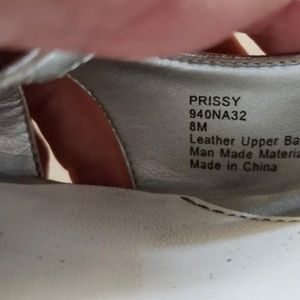 PRISSY
940NA32
8M
Leather Upper Ba
Man Made Materia
Made in China